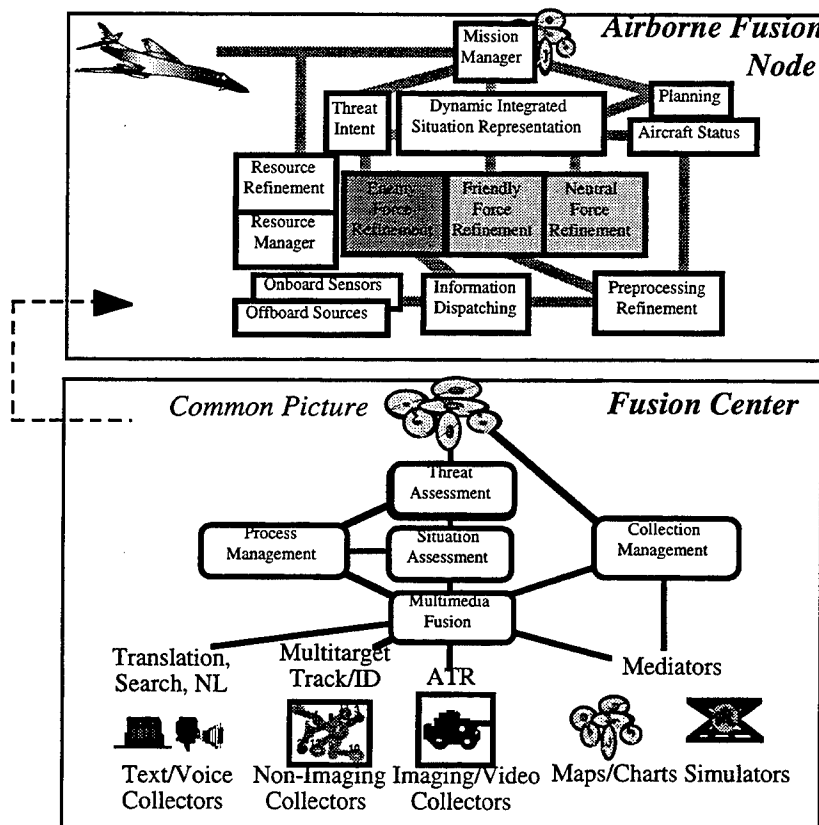 Airborne Fusion
Node
Mission
Manager
Threat
Intent
Dynamic Integrated
Situation Representation
Planning
Aircraft Status
Resource
Refinement
Resource
Manager
Enemy
Force
Refinement
Friendly
Force
Refinement
Neutral
Force
Refinement
Onboard Sensors
Offboard Sources
Information
Dispatching
Preprocessing
Refinement
Common Picture
Fusion Center
Threat
Assessment
Process
Management
Situation
Assessment
Collection
Management
Multimedia
Fusion
Translation,
Search, NL
Multitarget
Track/ID
ATR
Mediators
Text/Voice
Collectors
Non-Imaging
Collectors
Imaging/Video
Collectors
Maps/Charts
Simulators